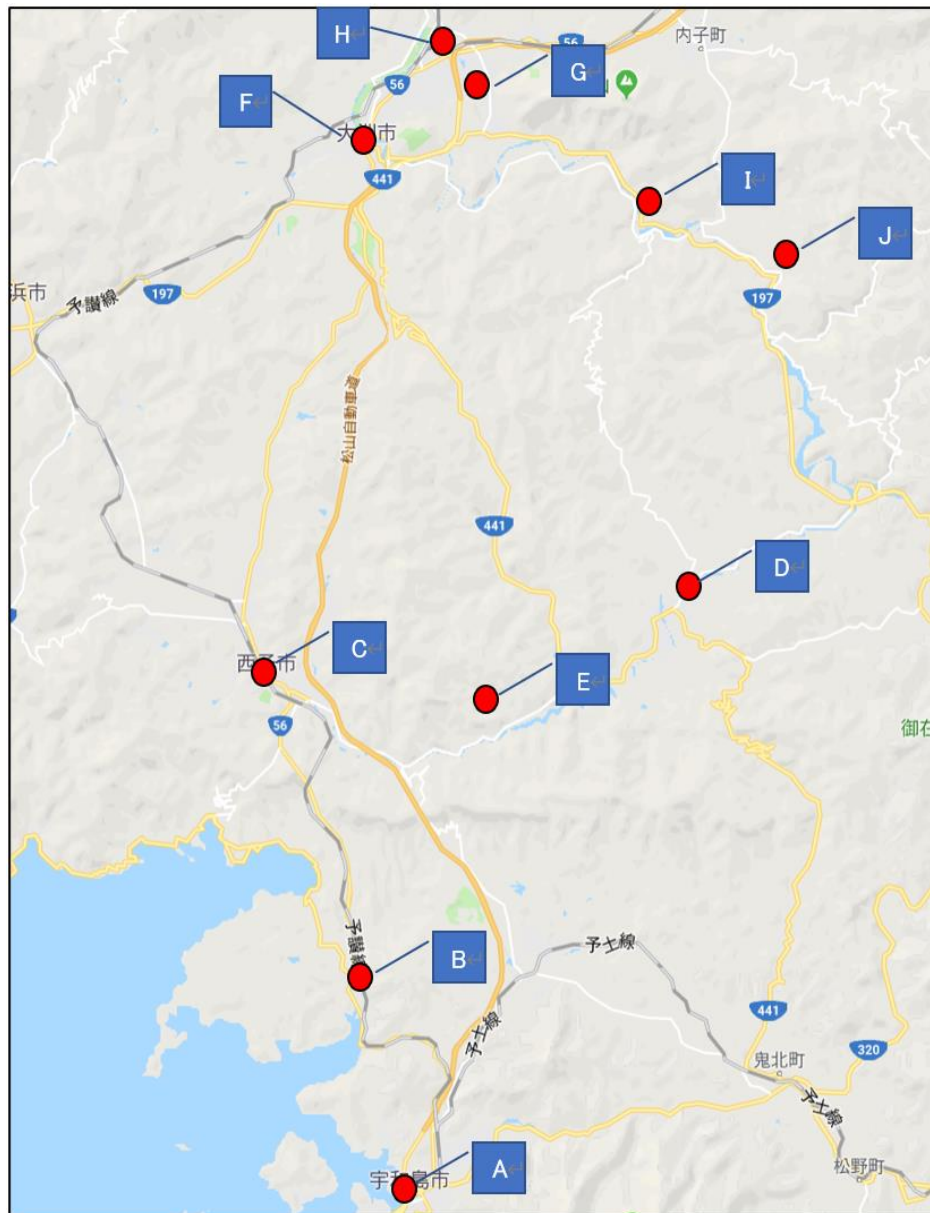 H↵
56
内子町
G↵
56
F↵
大洲市
441
I↵
J↵
浜市
予讃線
197
197
松山自動車道
441
D↵
C↵
西予市
E↵
56
御在
予讃線
B↵
予土線
予土線
441
鬼北町
320
予土線
A↵
宇和島市
松野町